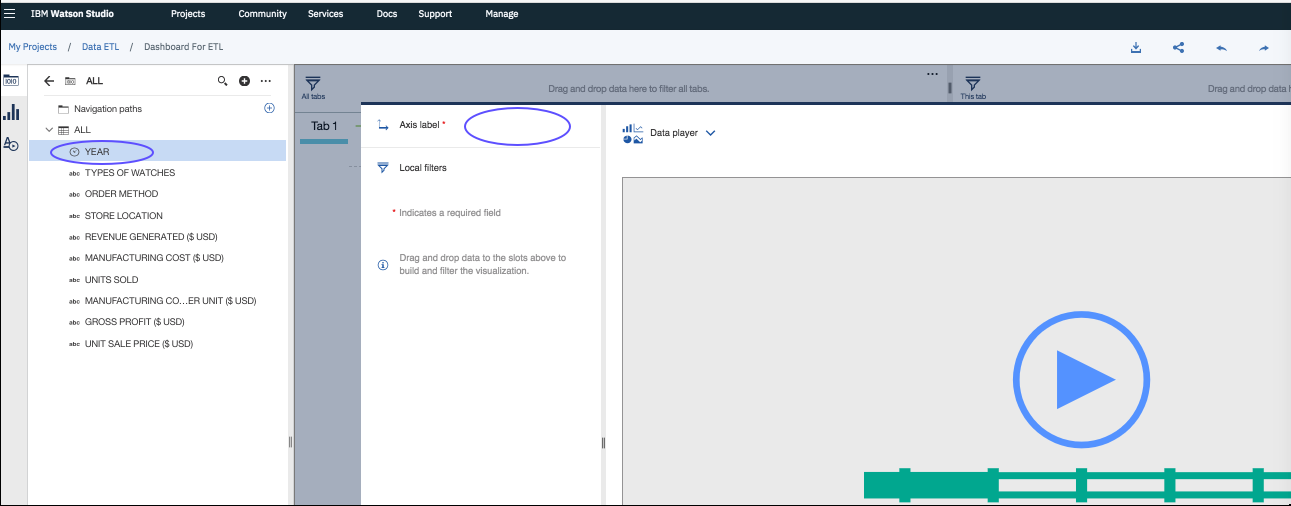 IBM Watson Studio Projects Community Services Docs Support Manage
My Projects / Data ETL / Dashboard For ETL
ALL
Navigation paths
ALL
YEAR
abc TYPES OF WATCHES
abc ORDER METHOD
abc STORE LOCATION
abc REVENUE GENERATED ($ USD)
abc MANUFACTURING COST ($ USD)
abc UNITS SOLD
abc MANUFACTURING CO...ER UNIT ($ USD)
abc GROSS PROFIT ($ USD)
abc UNIT SALE PRICE ($ USD)
All tabs
Drag and drop data here to filter all tabs.
This tab
Drag and drop data h
Tab 1
Axis label *
Local filters
* Indicates a required field
Drag and drop data to the slots above to
build and filter the visualization.
Data player